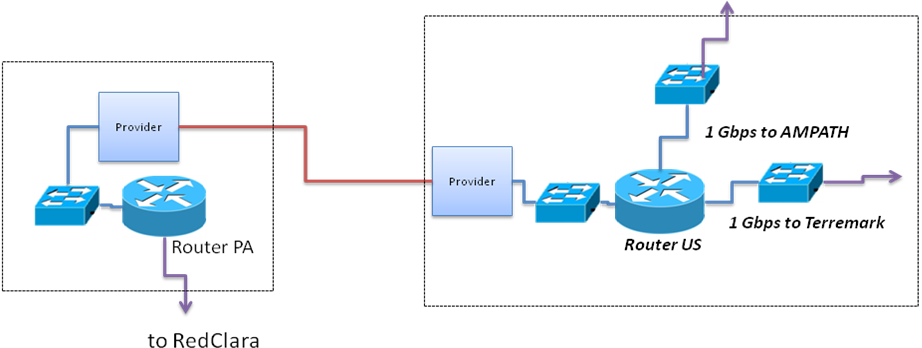 Provider
Router PA
to RedClara
Provider
1 Gbps to AMPATH
Router US
1 Gbps to Terremark